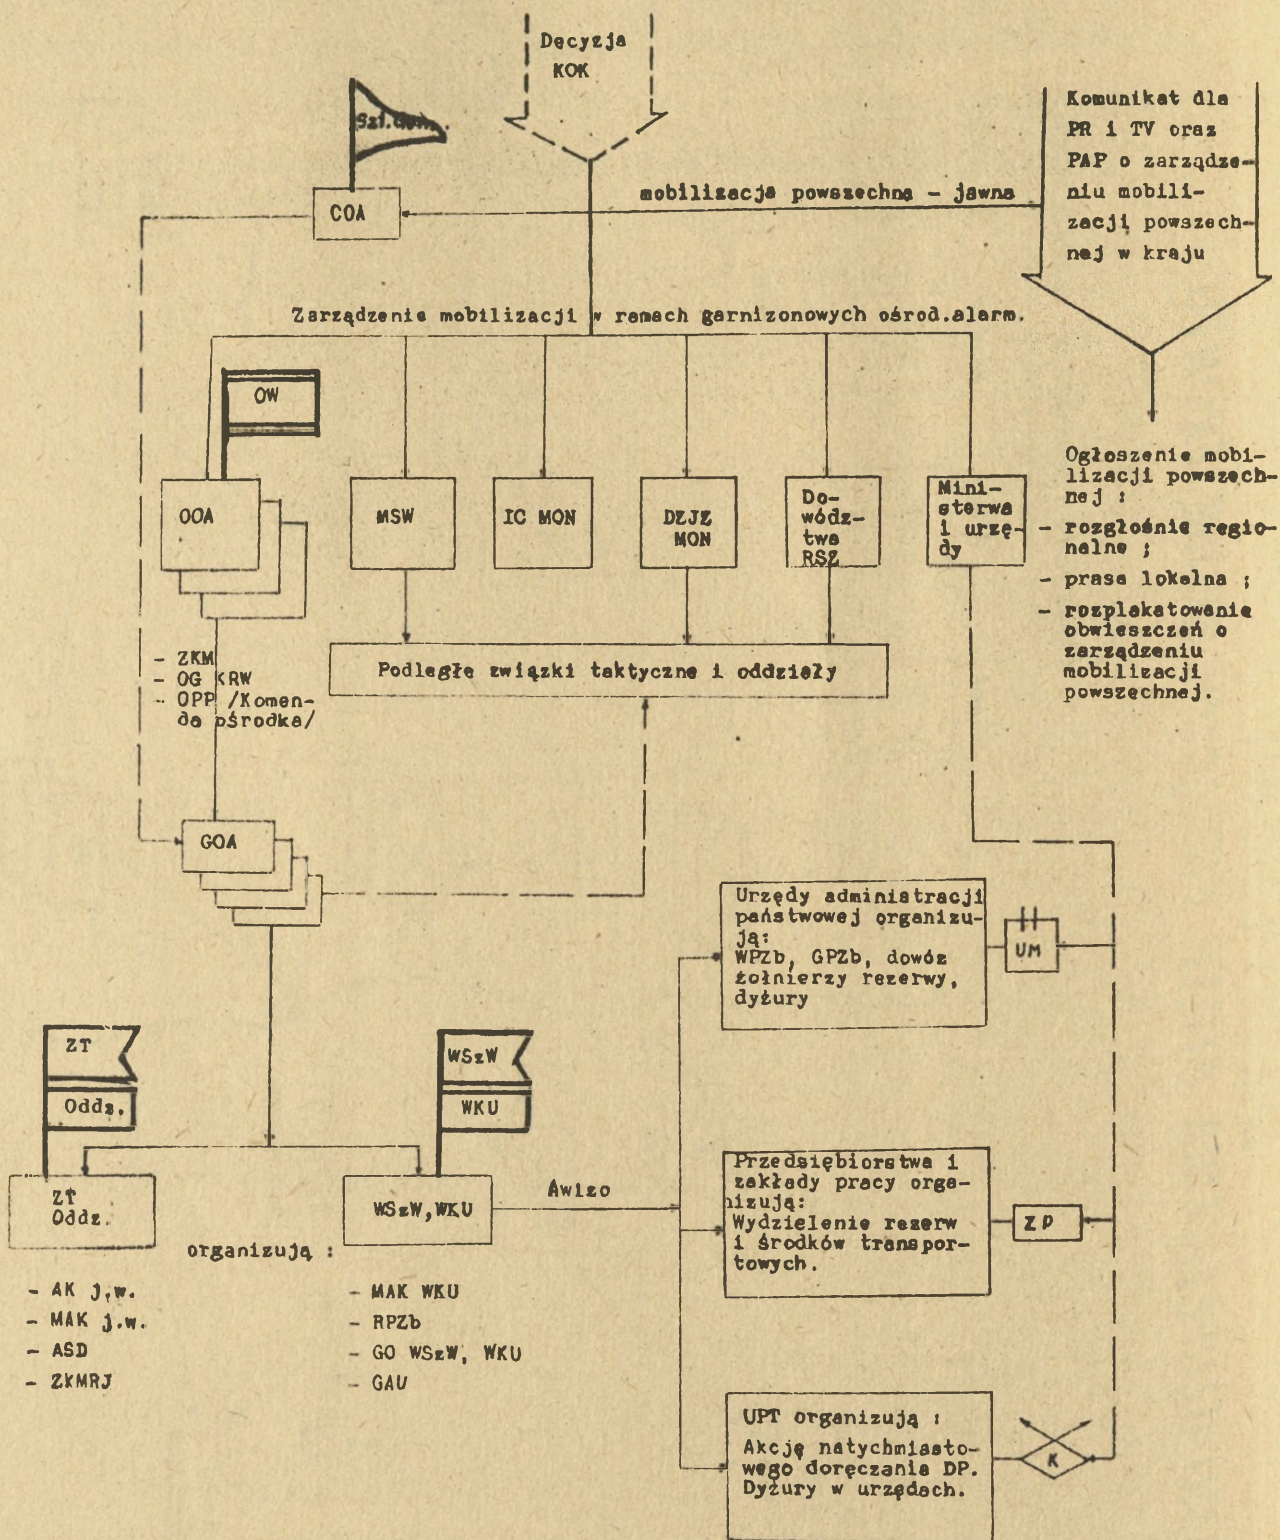 Decyzja
KOK
Szt.Gen.
COA
mobilizacja powszechna - jawna
Komunikat dla
PR i TV oraz
PAP o zarządze-
niu mobili-
zacji powszech-
nej w kraju
Zarządzenie mobilizacji w ramach garnizonowych ośrod.alarm.
OW
OOA
MSW
IC MON
DZJZ
MON
Do-
wódz-
twa
RSZ
Mini-
sterwa
i urzę-
dy
Ogłoszenie mobi-
lizacji powszech-
nej :
- rozgłośnie regio-
nalne ;
- prasa lokalna ;
- rozplakatowanie
obwieszczeń o
zarządzeniu
mobilizacji
powszechnej.
- ZKM
- OG KRW
- OPP /Komen-
da ośrodka/
Podległe związki taktyczne i oddziały
GOA
Urzędy administracji
państwowej organizu-
ją:
WPZb, GPZb, dowóz
żołnierzy rezerwy,
dyżury
UM
ZT
Oddz.
WSzW
WKU
ZT
Oddz.
WSzW,WKU
Awizo
organizują :
Przedsiębiorstwa i
zakłady pracy orga-
nizują:
Wydzielenie rezerw
i środków transpor-
towych.
ZP
- AK j.w.
- MAK j.w.
- ASD
- ZKMRJ
- MAK WKU
- RPZb
- GO WSzW, WKU
- GAU
UPT organizują :
Akcję natychmiasto-
wego doręczania DP.
Dyżury w urzędach.
K